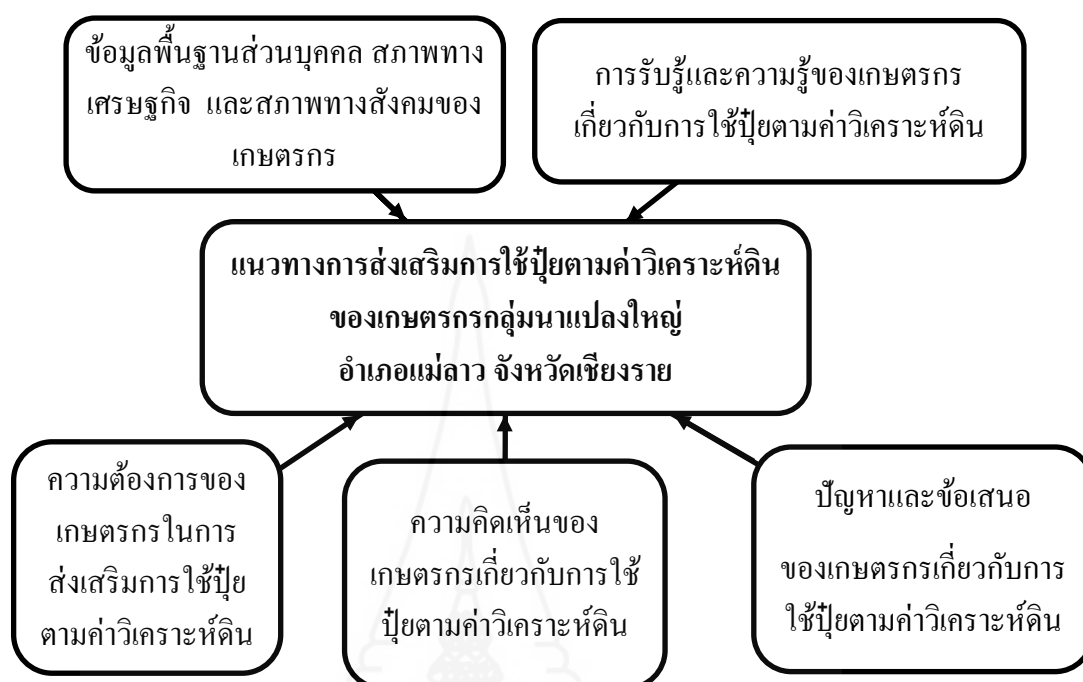 ข้อมูลพื้นฐานส่วนบุคคล สภาพทาง
เศรษฐกิจ และสภาพทางสังคมของ
เกษตรกร
การรับรู้และความรู้ของเกษตรกร
เกี่ยวกับการใช้ปุ๋ยตามค่าวิเคราะห์ดิน
แนวทางการส่งเสริมการใช้ปุ๋ยตามค่าวิเคราะห์ดิน
ของเกษตรกรกลุ่มนาแปลงใหญ่
อำเภอแม่ลาว จังหวัดเชียงราย
ความต้องการของ
เกษตรกรในการ
ส่งเสริมการใช้ปุ๋ย
ตามค่าวิเคราะห์ดิน
ความคิดเห็นของ
เกษตรกรเกี่ยวกับการใช้
ปุ๋ยตามค่าวิเคราะห์ดิน
ปัญหาและข้อเสนอ
ของเกษตรกรเกี่ยวกับการ
ใช้ปุ๋ยตามค่าวิเคราะห์ดิน